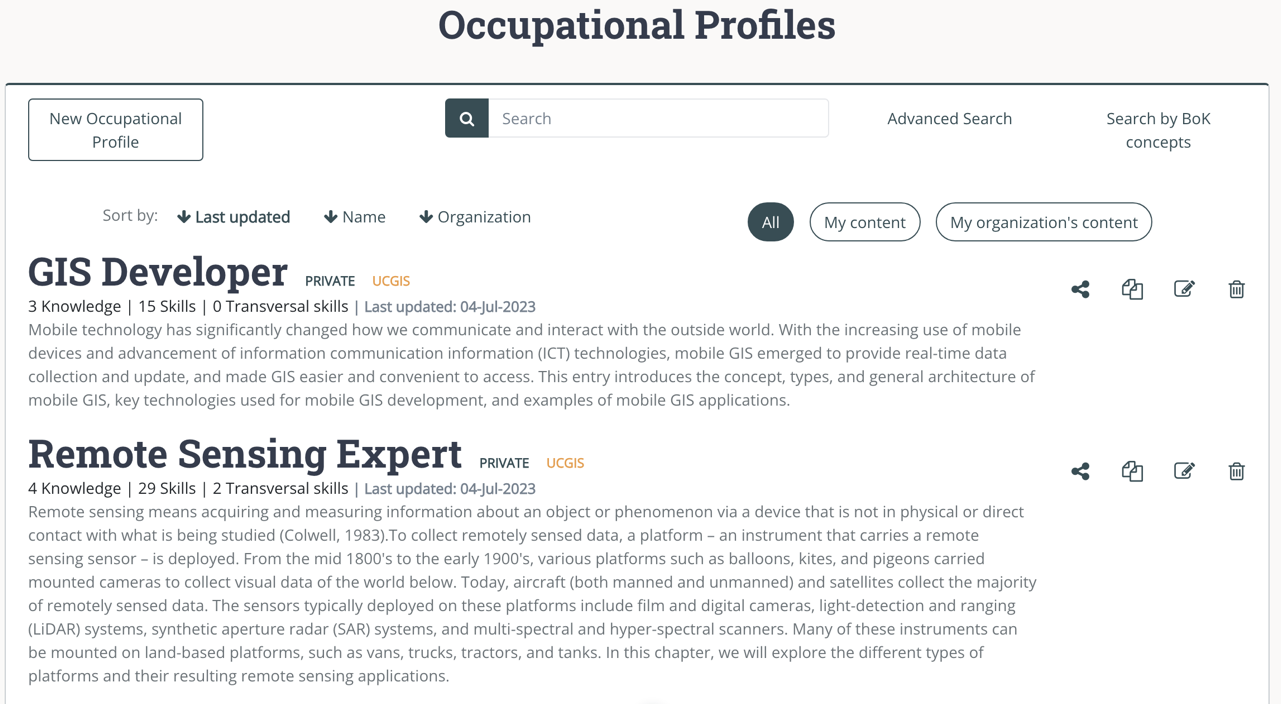 Occupational Profiles
New Occupational
Profile
Search
Advanced Search
Search by BoK
concepts
Sort by:
Last updated
Name
Organization
All
My content
My organization's content
GIS Developer PRIVATE UCGIS
3 Knowledge | 15 Skills | 0 Transversal skills | Last updated: 04-Jul-2023
Mobile technology has significantly changed how we communicate and interact with the outside world. With the increasing use of mobile
devices and advancement of information communication information (ICT) technologies, mobile GIS emerged to provide real-time data
collection and update, and made GIS easier and convenient to access. This entry introduces the concept, types, and general architecture of
mobile GIS, key technologies used for mobile GIS development, and examples of mobile GIS applications.
Remote Sensing Expert PRIVATE UCGIS
4 Knowledge | 29 Skills | 2 Transversal skills | Last updated: 04-Jul-2023
Remote sensing means acquiring and measuring information about an object or phenomenon via a device that is not in physical or direct
contact with what is being studied (Colwell, 1983).To collect remotely sensed data, a platform – an instrument that carries a remote
sensing sensor – is deployed. From the mid 1800's to the early 1900's, various platforms such as balloons, kites, and pigeons carried
mounted cameras to collect visual data of the world below. Today, aircraft (both manned and unmanned) and satellites collect the majority
of remotely sensed data. The sensors typically deployed on these platforms include film and digital cameras, light-detection and ranging
(LiDAR) systems, synthetic aperture radar (SAR) systems, and multi-spectral and hyper-spectral scanners. Many of these instruments can
be mounted on land-based platforms, such as vans, trucks, tractors, and tanks. In this chapter, we will explore the different types of
platforms and their resulting remote sensing applications.